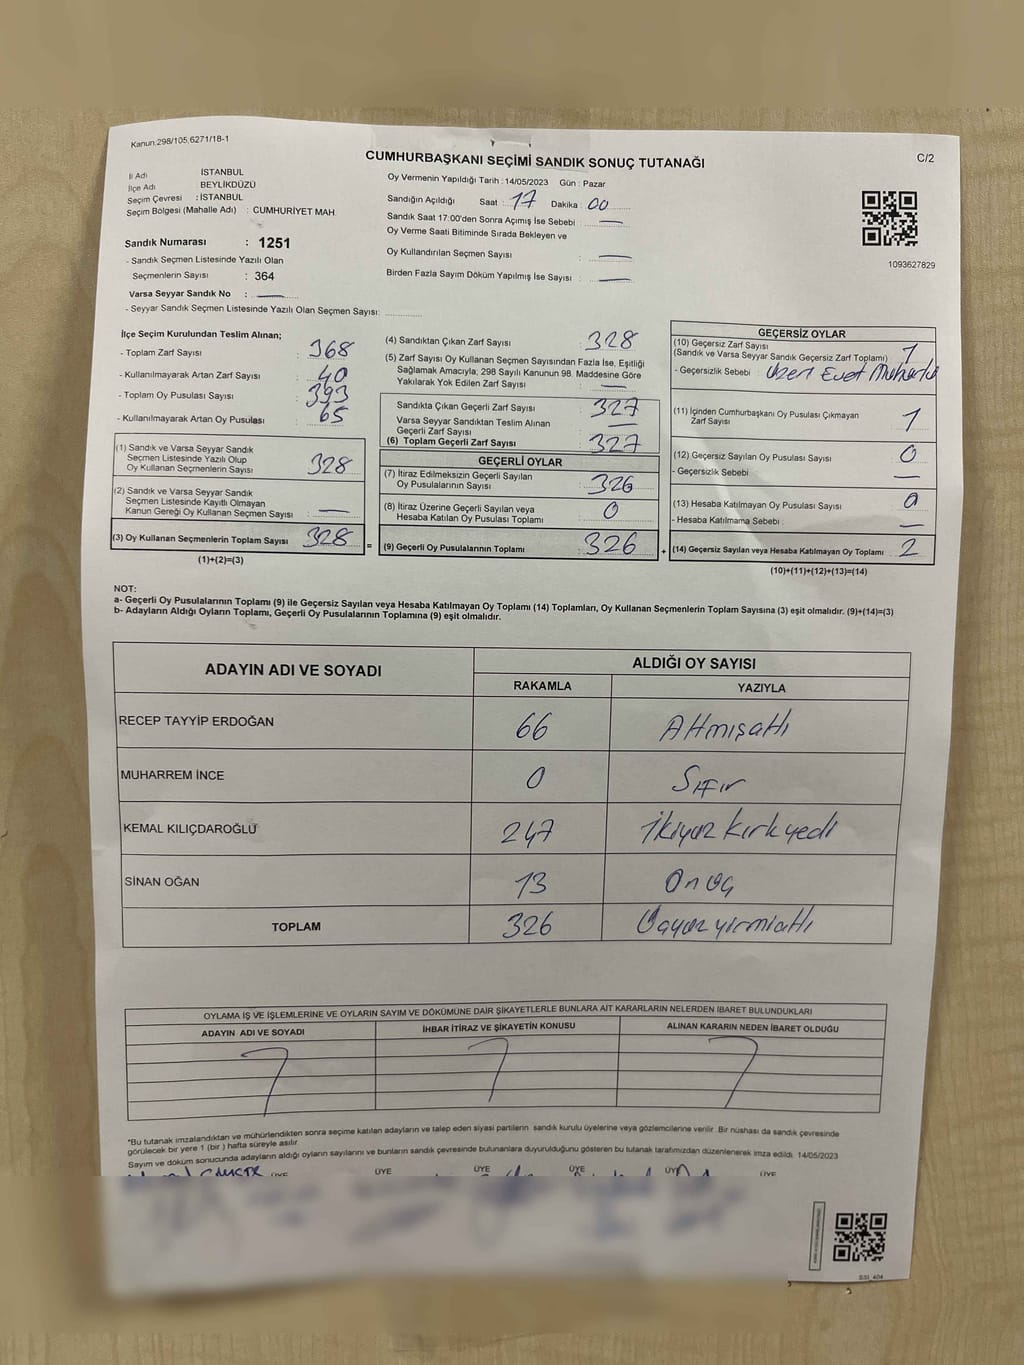 Kanun.298/105,6271/18-1
CUMHURBAŞKANI SEÇİMİ SANDIK SONUÇ TUTANAĞI
C/2
İl Adı İSTANBUL
İlçe Adı BEYLİKDÜZÜ
Seçim Çevresi : İSTANBUL
Seçim Bölgesi (Mahalle Adı) : CUMHURİYET MAH.
Sandık Numarası : 1251
- Sandık Seçmen Listesinde Yazılı Olan
Seçmenlerin Sayısı : 364
Varsa Seyyar Sandık No :
- Seyyar Sandık Seçmen Listesinde Yazılı Olan Seçmen Sayısı:
Oy Vermenin Yapıldığı Tarih : 14/05/2023 Gün : Pazar
Sandığın Açıldığı Saat : 17 Dakika : 00
Sandık Saat 17:00'den Sonra Açımış İse Sebebi : —
Oy Verme Saati Bitiminde Sırada Bekleyen ve
Oy Kullandırılan Seçmen Sayısı : —
Birden Fazla Sayım Döküm Yapılmış İse Sayısı : —
1093627829
İlçe Seçim Kurulundan Teslim Alınan;
- Toplam Zarf Sayısı : 368
- Kullanılmayarak Artan Zarf Sayısı : 40
- Toplam Oy Pusulası Sayısı : 393
- Kullanılmayarak Artan Oy Pusulası : 65
(1) Sandık ve Varsa Seyyar Sandık
Seçmen Listesinde Yazılı Olup
Oy Kullanan Seçmenlerin Sayısı : 328
(2) Sandık ve Varsa Seyyar Sandık
Seçmen Listesinde Kayıtlı Olmayan
Kanun Gereği Oy Kullanan Seçmen Sayısı : —
(3) Oy Kullanan Seçmenlerin Toplam Sayısı : 328
(1)+(2)=(3)
=
(4) Sandıktan Çıkan Zarf Sayısı : 328
(5) Zarf Sayısı Oy Kullanan Seçmen Sayısından Fazla İse, Eşitliği
Sağlamak Amacıyla; 298 Sayılı Kanunun 98. Maddesine Göre
Yakılarak Yok Edilen Zarf Sayısı : —
Sandıkta Çıkan Geçerli Zarf Sayısı : 327
Varsa Seyyar Sandıktan Teslim Alınan
Geçerli Zarf Sayısı : —
(6) Toplam Geçerli Zarf Sayısı : 327
GEÇERLİ OYLAR
(7) İtiraz Edilmeksizin Geçerli Sayılan
Oy Pusulalarının Sayısı : 326
(8) İtiraz Üzerine Geçerli Sayılan veya
Hesaba Katılan Oy Pusulası Toplamı : 0
(9) Geçerli Oy Pusulalarının Toplamı : 326
+
GEÇERSİZ OYLAR
(10) Geçersiz Zarf Sayısı
(Sandık ve Varsa Seyyar Sandık Geçersiz Zarf Toplamı) : 1
- Geçersizlik Sebebi : üzeri Evet Mühürlü
(11) İçinden Cumhurbaşkanı Oy Pusulası Çıkmayan
Zarf Sayısı : 1
(12) Geçersiz Sayılan Oy Pusulası Sayısı : 0
- Geçersizlik Sebebi : —
(13) Hesaba Katılmayan Oy Pusulası Sayısı : 0
- Hesaba Katılmama Sebebi : —
(14) Geçersiz Sayılan veya Hesaba Katılmayan Oy Toplamı : 2
(10)+(11)+(12)+(13)=(14)
NOT:
a- Geçerli Oy Pusulalarının Toplamı (9) ile Geçersiz Sayılan veya Hesaba Katılmayan Oy Toplamı (14) Toplamları, Oy Kullanan Seçmenlerin Toplam Sayısına (3) eşit olmalıdır. (9)+(14)=(3)
b- Adayların Aldığı Oyların Toplamı, Geçerli Oy Pusulalarının Toplamına (9) eşit olmalıdır.
ADAYIN ADI VE SOYADI
ALDIĞI OY SAYISI
RAKAMLA YAZIYLA
RECEP TAYYİP ERDOĞAN 66 Altmışaltı
MUHARREM İNCE 0 Sıfır
KEMAL KILIÇDAROĞLU 247 İkiyüz kırk yedi
SİNAN OĞAN 13 On üç
TOPLAM 326 Üçyüz yirmialtı
OYLAMA İŞ VE İŞLEMLERİNE VE OYLARIN SAYIM VE DÖKÜMÜNE DAİR ŞİKAYETLERLE BUNLARA AİT KARARLARIN NELERDEN İBARET BULUNDUKLARI
ADAYIN ADI VE SOYADI İHBAR İTİRAZ VE ŞİKAYETİN KONUSU ALINAN KARARIN NEDEN İBARET OLDUĞU
*Bu tutanak imzalandıktan ve mühürlendikten sonra seçime katılan adayların ve talep eden siyasi partilerin sandık kurulu üyelerine veya gözlemcilerine verilir. Bir nüshası da sandık çevresinde
görülecek bir yere 1 (bir) hafta süreyle asılır.
Sayım ve döküm sonucunda adayların aldığı oyların sayılarını ve bunların sandık çevresinde bulunanlara duyurulduğunu gösteren bu tutanak tarafımızdan düzenlenerek imza edildi. 14/05/2023
ÜYE ÜYE ÜYE ÜYE ÜYE ÜYE